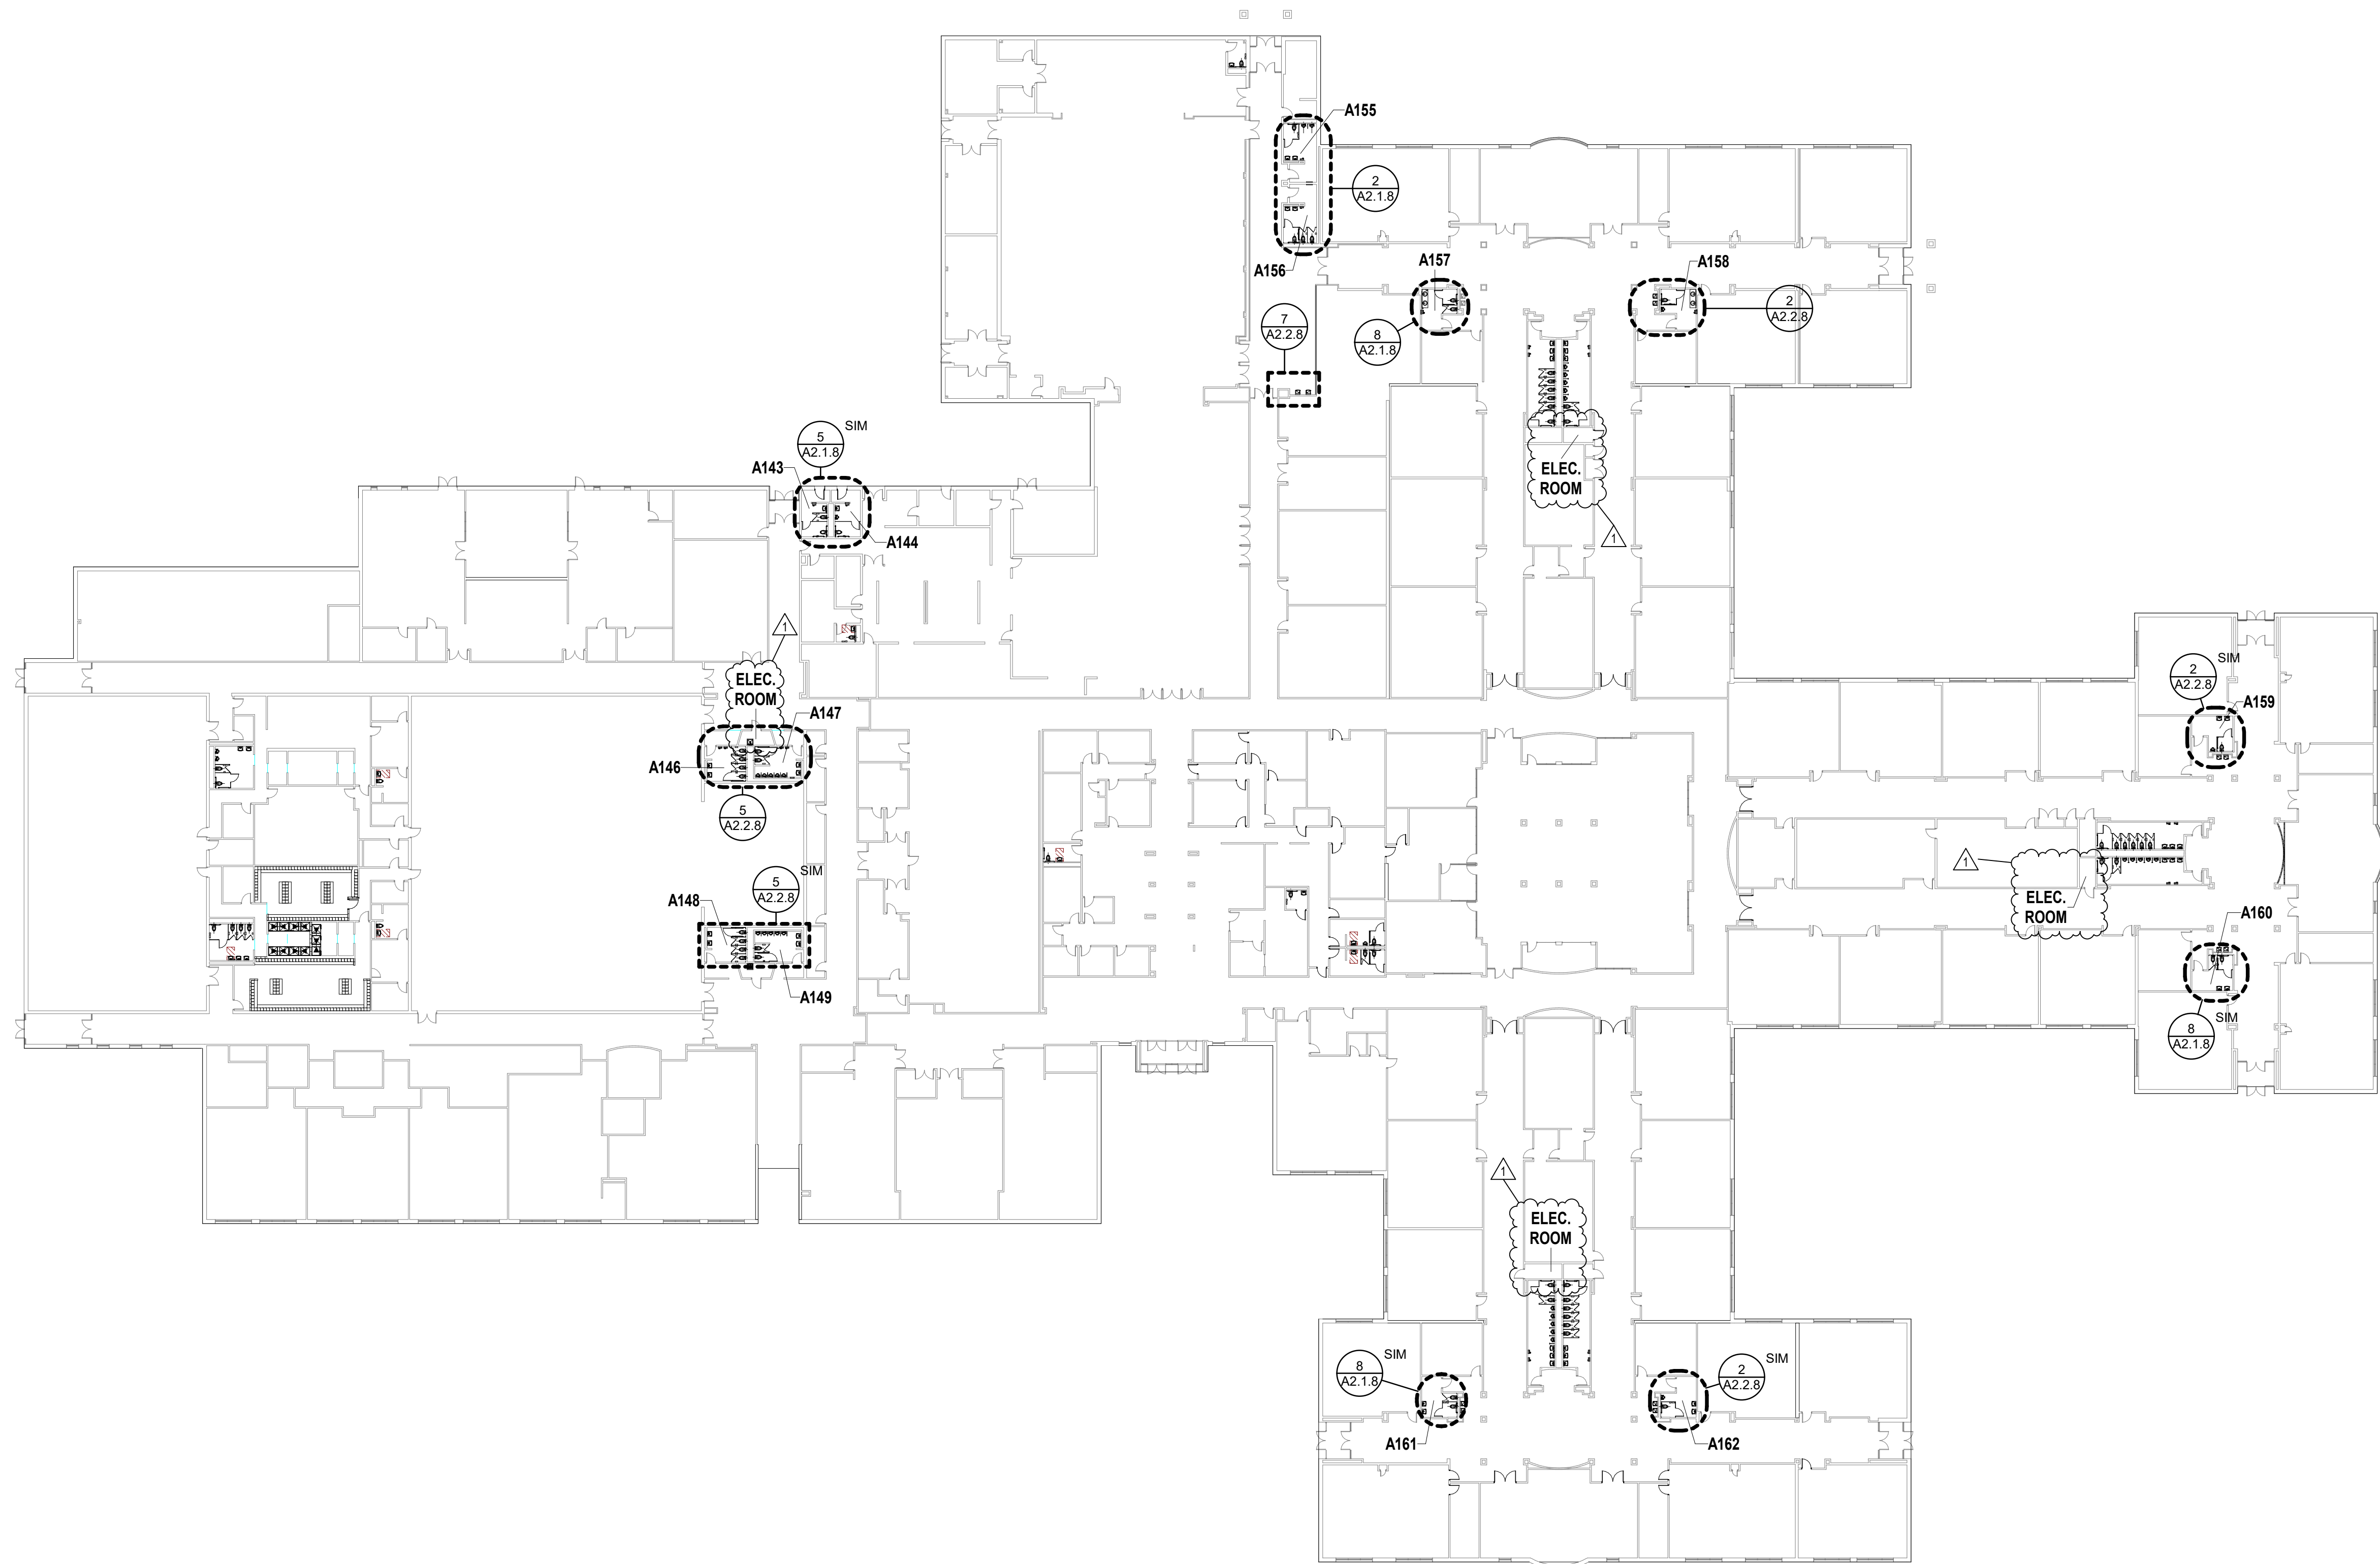 A155
2
A2.1.8
A156
A157
A158
7
A2.2.8
8
A2.1.8
2
A2.2.8
5
A2.1.8
SIM
A143
A144
ELEC.
ROOM
1
1
ELEC.
ROOM
A147
A146
5
A2.2.8
2
A2.2.8
SIM
A159
5
A2.2.8
SIM
A148
A149
1
ELEC.
ROOM
A160
8
A2.1.8
SIM
1
ELEC.
ROOM
8
A2.1.8
SIM
2
A2.2.8
SIM
A161
A162